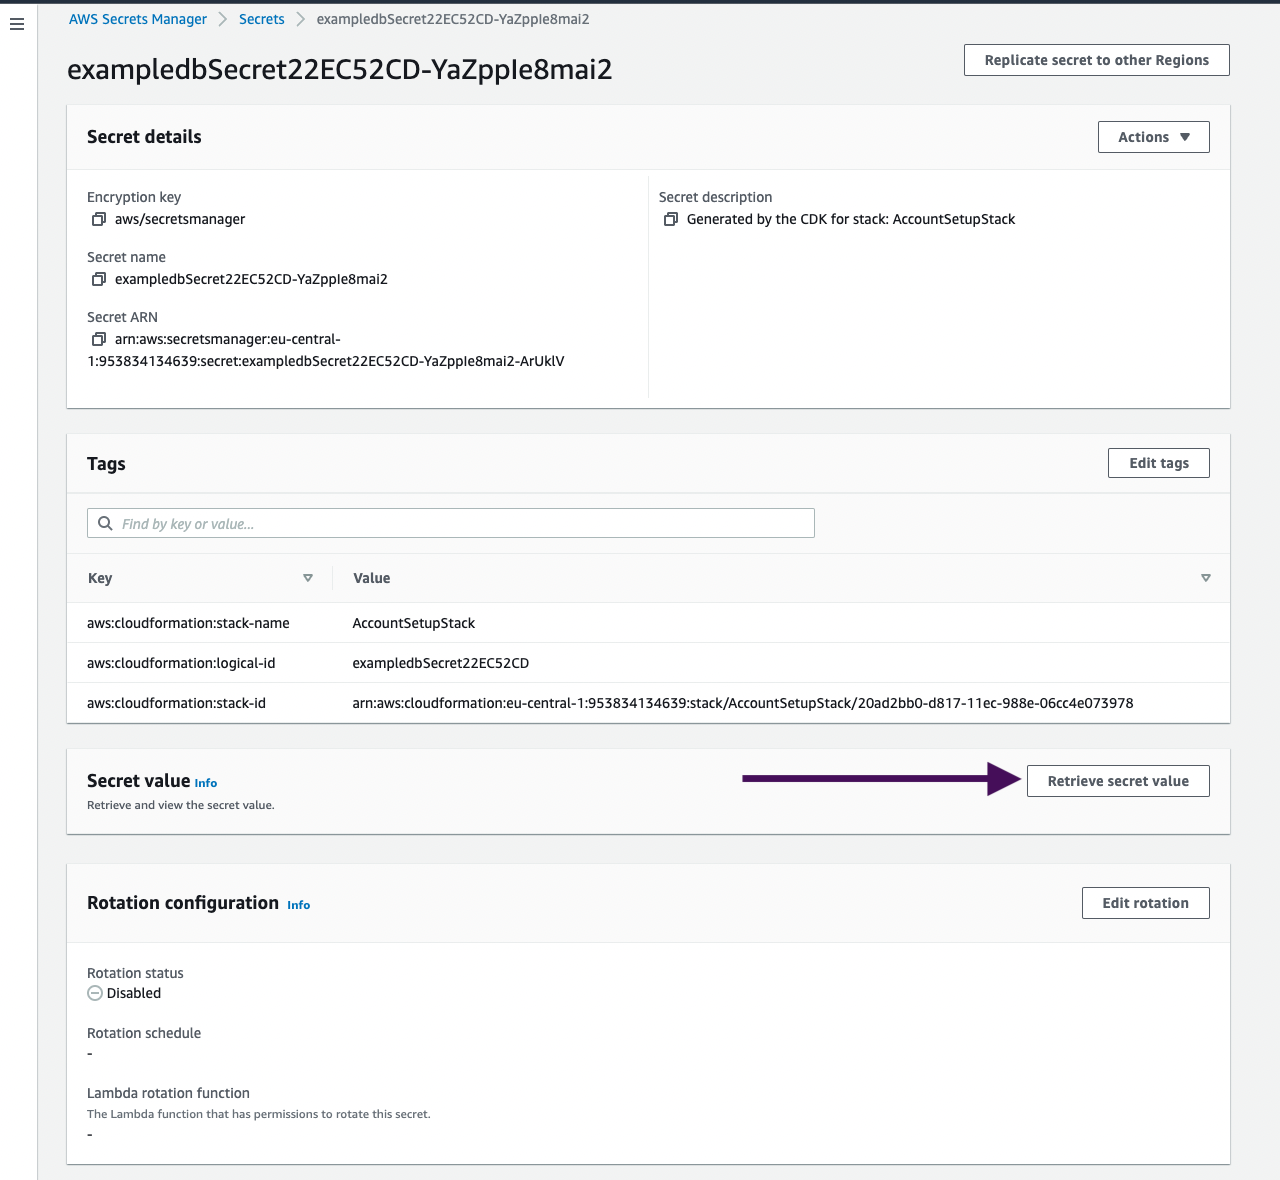 AWS Secrets Manager > Secrets > exampledbSecret22EC52CD-YaZppIe8mai2
exampledbSecret22EC52CD-YaZppIe8mai2
Replicate secret to other Regions
Secret details
Actions
Encryption key
aws/secretsmanager
Secret description
Generated by the CDK for stack: AccountSetupStack
Secret name
exampledbSecret22EC52CD-YaZppIe8mai2
Secret ARN
arn:aws:secretsmanager:eu-central-
1:953834134639:secret:exampledbSecret22EC52CD-YaZppIe8mai2-ArUklV
Tags
Edit tags
Find by key or value...
Key Value
aws:cloudformation:stack-name AccountSetupStack
aws:cloudformation:logical-id exampledbSecret22EC52CD
aws:cloudformation:stack-id arn:aws:cloudformation:eu-central-1:953834134639:stack/AccountSetupStack/20ad2bb0-d817-11ec-988e-06cc4e073978
Secret value Info
Retrieve and view the secret value.
Retrieve secret value
Rotation configuration Info
Edit rotation
Rotation status
Disabled
Rotation schedule
-
Lambda rotation function
The Lambda function that has permissions to rotate this secret.
-